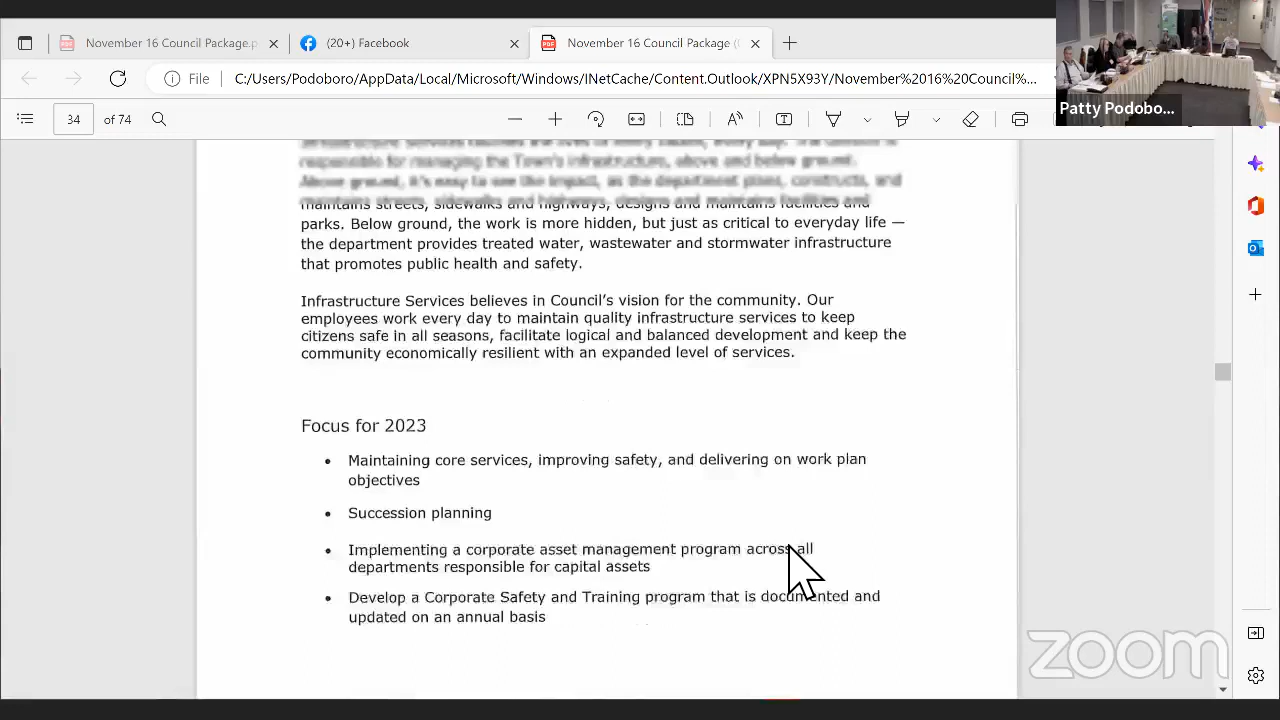 November 16 Council Package.p
(20+) Facebook
November 16 Council Package (
File
C:/Users/Podoboro/AppData/Local/Microsoft/Windows/INetCache/Content.Outlook/XPN5X93Y/November%2016%20Council%...
Patty Podobo...
34 of 74
responsible for managing the Town's infrastructure, above and below ground.
Above ground, it's easy to see the impact, as the department plans, constructs, and
maintains streets, sidewalks and highways, designs and maintains facilities and
parks. Below ground, the work is more hidden, but just as critical to everyday life —
the department provides treated water, wastewater and stormwater infrastructure
that promotes public health and safety.
Infrastructure Services believes in Council's vision for the community. Our
employees work every day to maintain quality infrastructure services to keep
citizens safe in all seasons, facilitate logical and balanced development and keep the
community economically resilient with an expanded level of services.
Focus for 2023
• Maintaining core services, improving safety, and delivering on work plan
objectives
• Succession planning
• Implementing a corporate asset management program across all
departments responsible for capital assets
• Develop a Corporate Safety and Training program that is documented and
updated on an annual basis
zoom